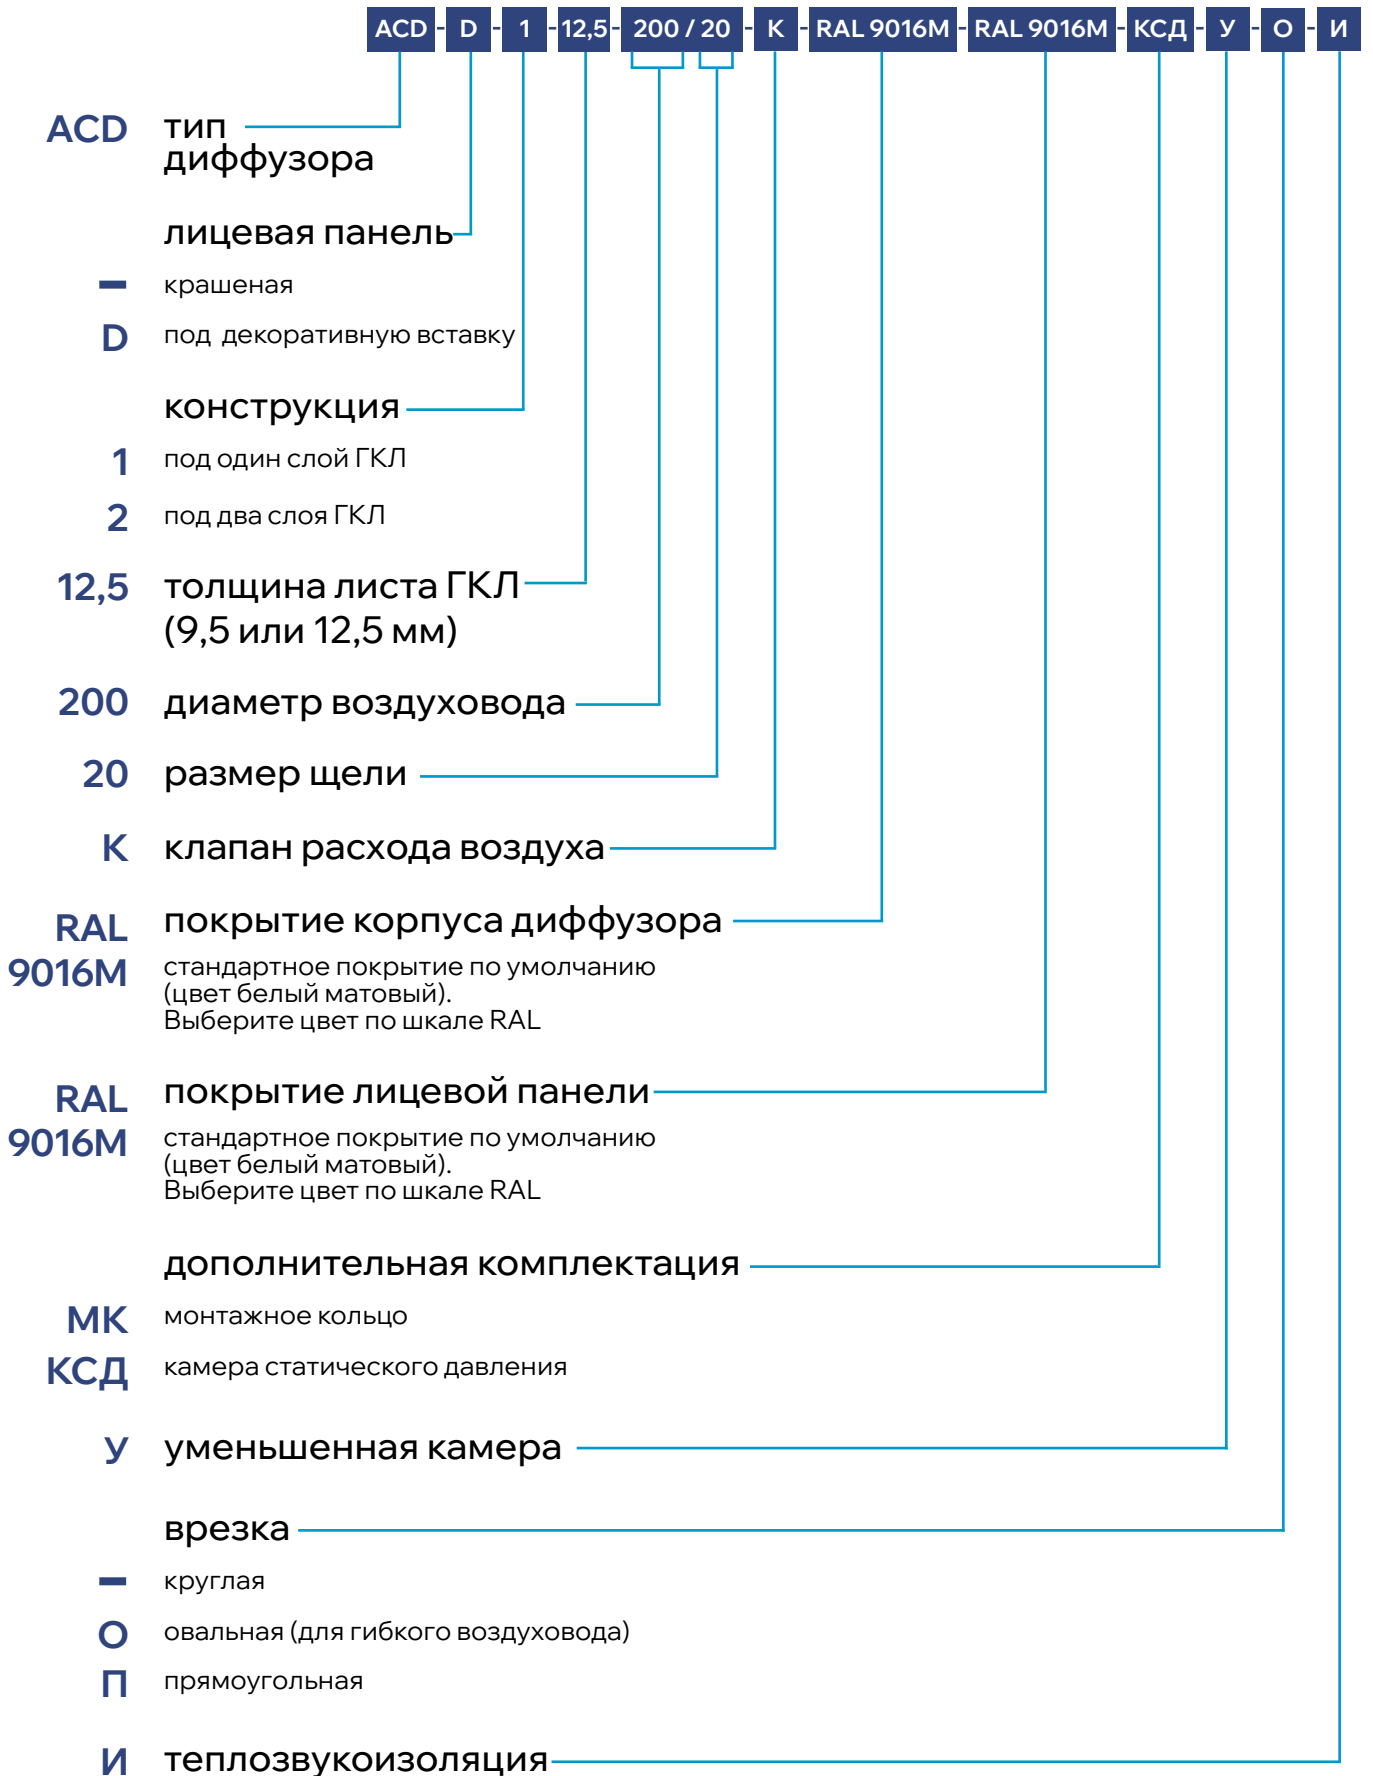 ACD - D - 1 - 12,5 - 200 / 20 - К - RAL 9016M - RAL 9016M - КСД - У - О - И
ACD тип
диффузора
лицевая панель
– крашеная
D под декоративную вставку
конструкция
1 под один слой ГКЛ
2 под два слоя ГКЛ
12,5 толщина листа ГКЛ
(9,5 или 12,5 мм)
200 диаметр воздуховода
20 размер щели
К клапан расхода воздуха
RAL покрытие корпуса диффузора
9016M стандартное покрытие по умолчанию
(цвет белый матовый).
Выберите цвет по шкале RAL
RAL покрытие лицевой панели
9016M стандартное покрытие по умолчанию
(цвет белый матовый).
Выберите цвет по шкале RAL
дополнительная комплектация
МК монтажное кольцо
КСД камера статического давления
У уменьшенная камера
врезка
– круглая
О овальная (для гибкого воздуховода)
П прямоугольная
И теплозвукоизоляция